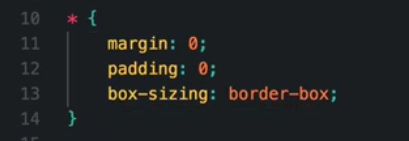 10 * {
11 margin: 0;
12 padding: 0;
13 box-sizing: border-box;
14 }